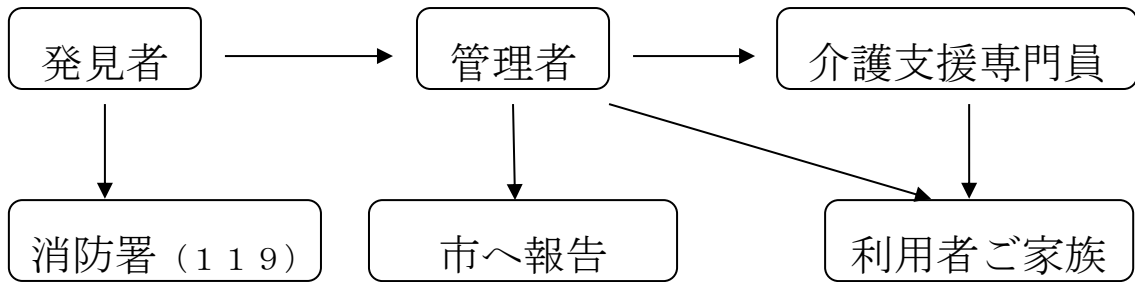 発見者
管理者
介護支援専門員
消防署（１１９）
市へ報告
利用者ご家族